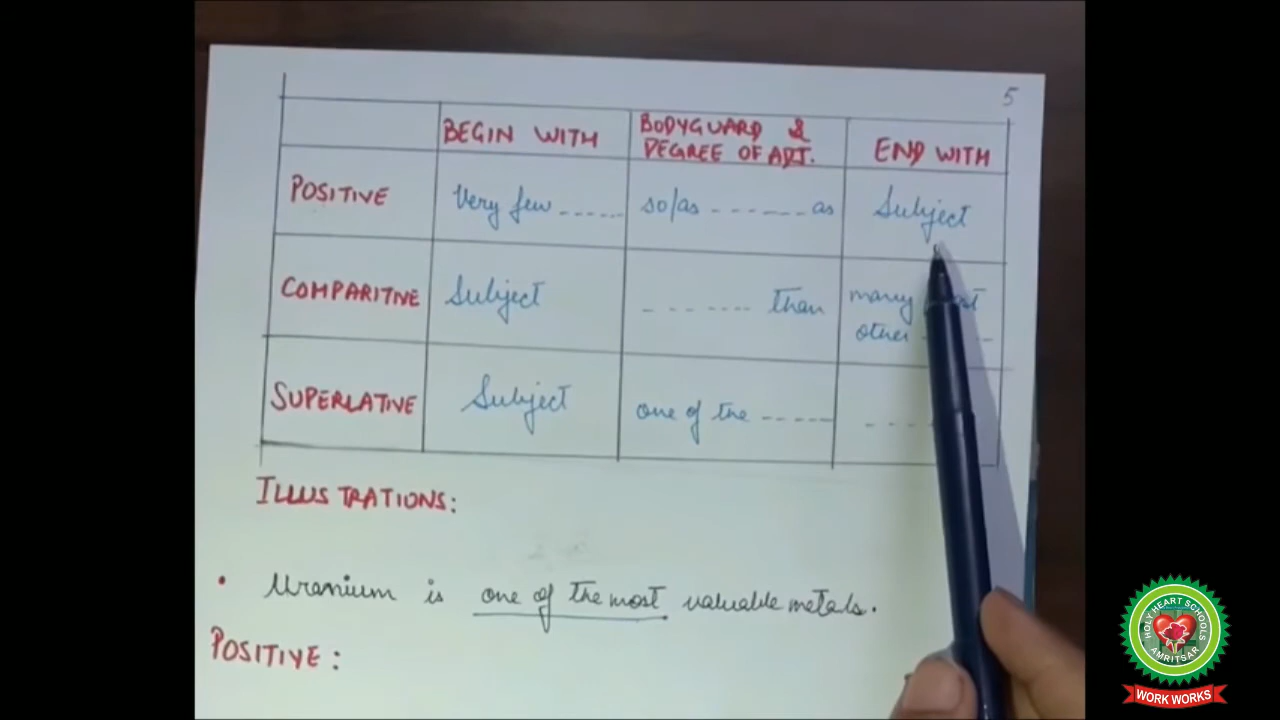 5
BEGIN WITH
BODYGUARD &
DEGREE OF ADJ.
END WITH
POSITIVE
Very few ......
so/as ------ as
Subject
COMPARITIVE
Subject
------- than
many
other
SUPERLATIVE
Subject
one of the -----
ILLUSTRATIONS:
• Uranium is one of the most valuable metals.
POSITIVE:
HOLY HEART SCHOOLS
AMRITSAR
WORK WORKS